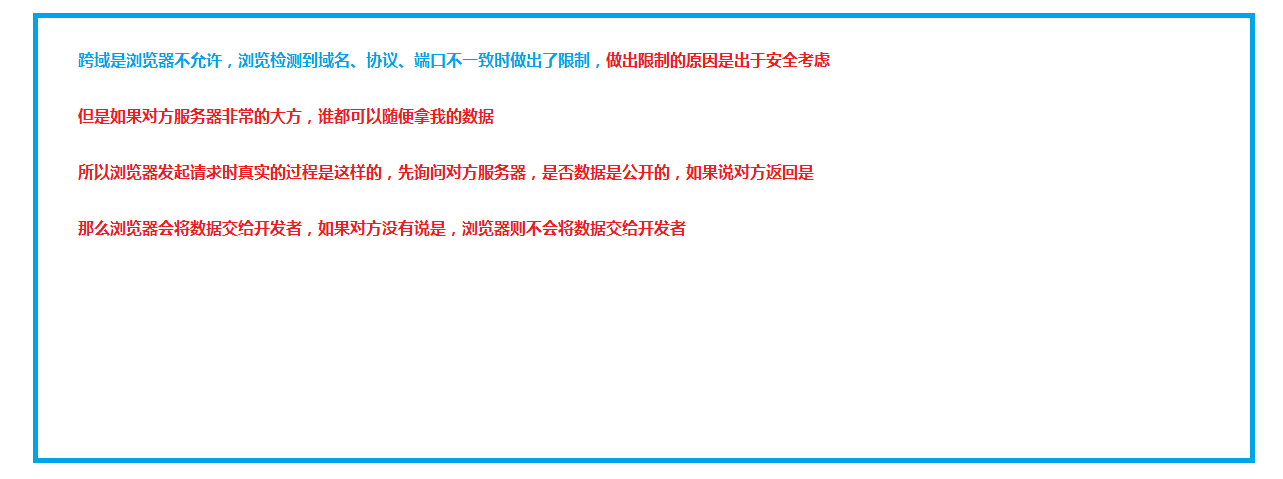 跨域是浏览器不允许，浏览检测到域名、协议、端口不一致时做出了限制，做出限制的原因是出于安全考虑
但是如果对方服务器非常的大方，谁都可以随便拿我的数据
所以浏览器发起请求时真实的过程是这样的，先询问对方服务器，是否数据是公开的，如果说对方返回是
那么浏览器会将数据交给开发者，如果对方没有说是，浏览器则不会将数据交给开发者